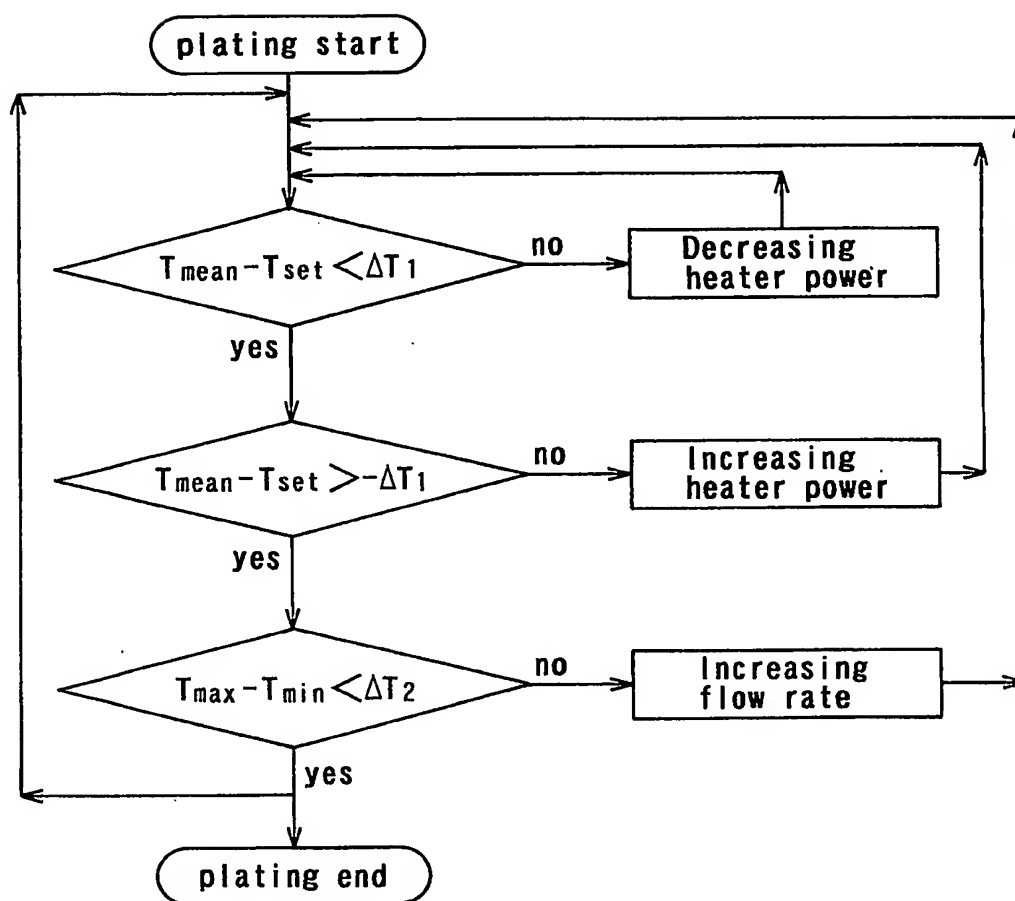 plating start
Tmean-Tset<ΔT1
no
Decreasing
heater power
yes
Tmean-Tset>-ΔT1
no
Increasing
heater power
yes
Tmax-Tmin<ΔT2
no
Increasing
flow rate
yes
plating end